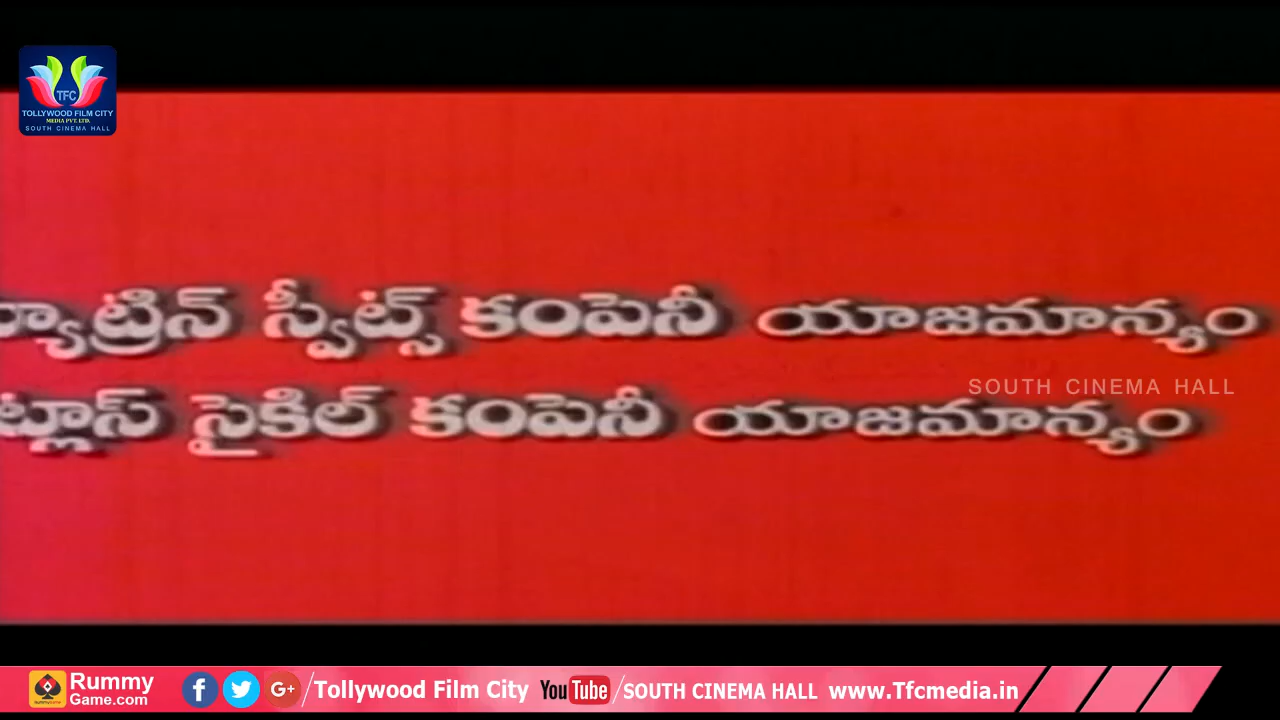 TFC
TOLLYWOOD FILM CITY
MEDIA PVT. LTD.
SOUTH CINEMA HALL
స్వీట్స్ కంపెనీ యాజమాన్యం
SOUTH CINEMA HALL
సైకిల్ కంపెనీ యాజమాన్యం
Rummy
Game.com
Tollywood Film City YouTube SOUTH CINEMA HALL www.Tfcmedia.in